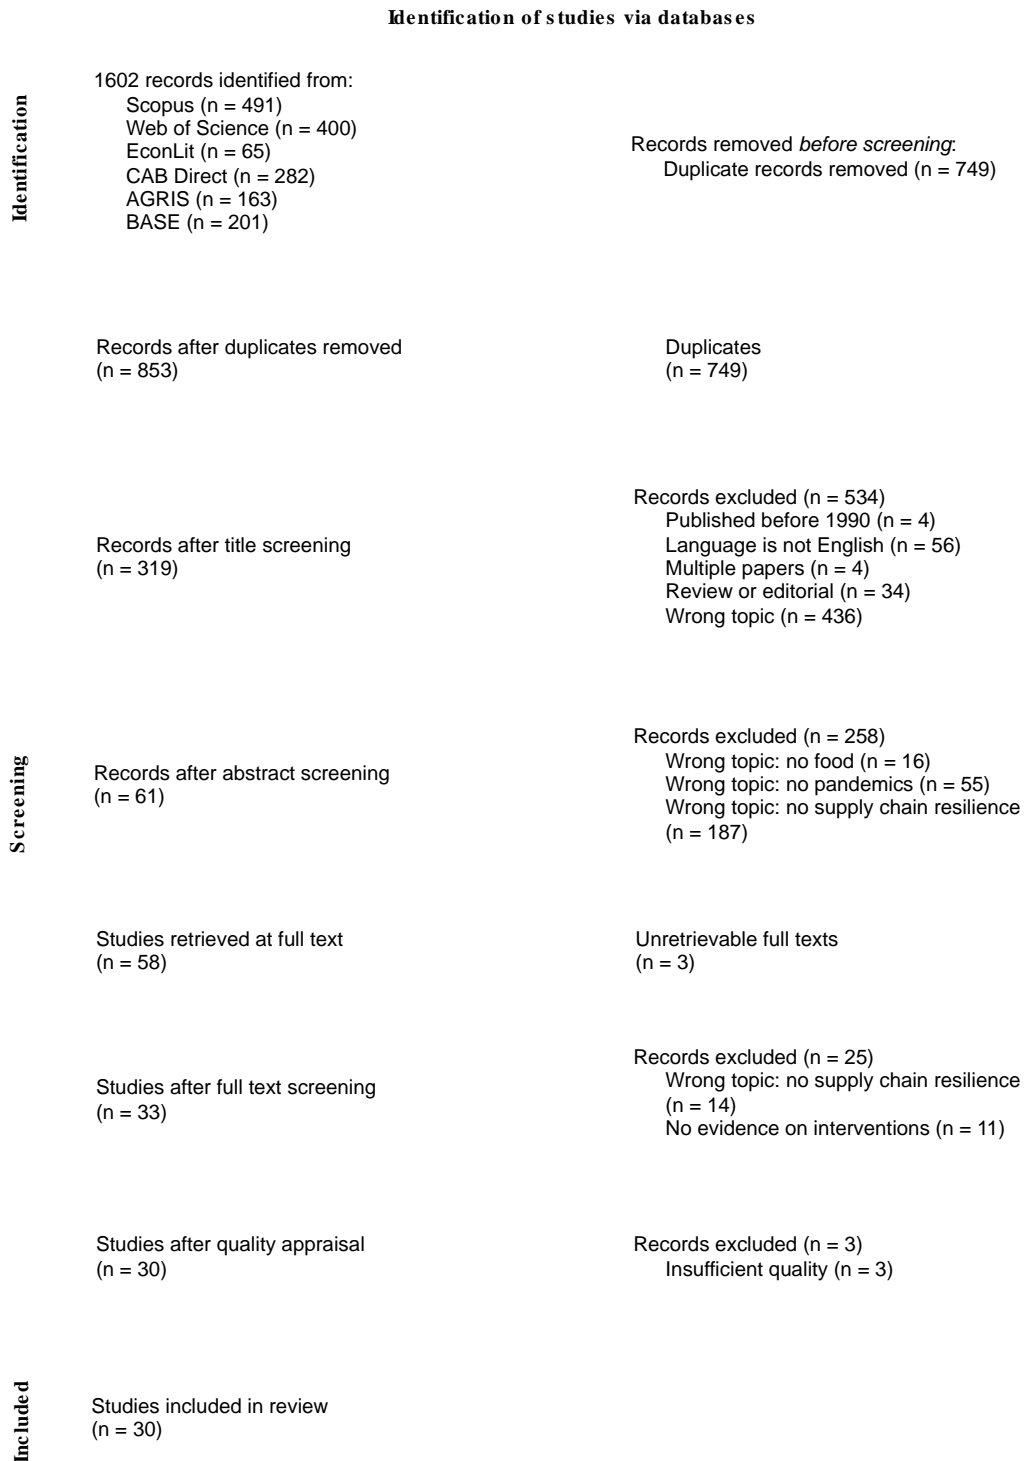 Identification of studies via databases
Identification
1602 records identified from:
Scopus (n = 491)
Web of Science (n = 400)
EconLit (n = 65)
CAB Direct (n = 282)
AGRIS (n = 163)
BASE (n = 201)
Records removed before screening:
Duplicate records removed (n = 749)
Records after duplicates removed
(n = 853)
Duplicates
(n = 749)
Records after title screening
(n = 319)
Records excluded (n = 534)
Published before 1990 (n = 4)
Language is not English (n = 56)
Multiple papers (n = 4)
Review or editorial (n = 34)
Wrong topic (n = 436)
Screening
Records after abstract screening
(n = 61)
Records excluded (n = 258)
Wrong topic: no food (n = 16)
Wrong topic: no pandemics (n = 55)
Wrong topic: no supply chain resilience
(n = 187)
Studies retrieved at full text
(n = 58)
Unretrievable full texts
(n = 3)
Studies after full text screening
(n = 33)
Records excluded (n = 25)
Wrong topic: no supply chain resilience
(n = 14)
No evidence on interventions (n = 11)
Studies after quality appraisal
(n = 30)
Records excluded (n = 3)
Insufficient quality (n = 3)
Included
Studies included in review
(n = 30)